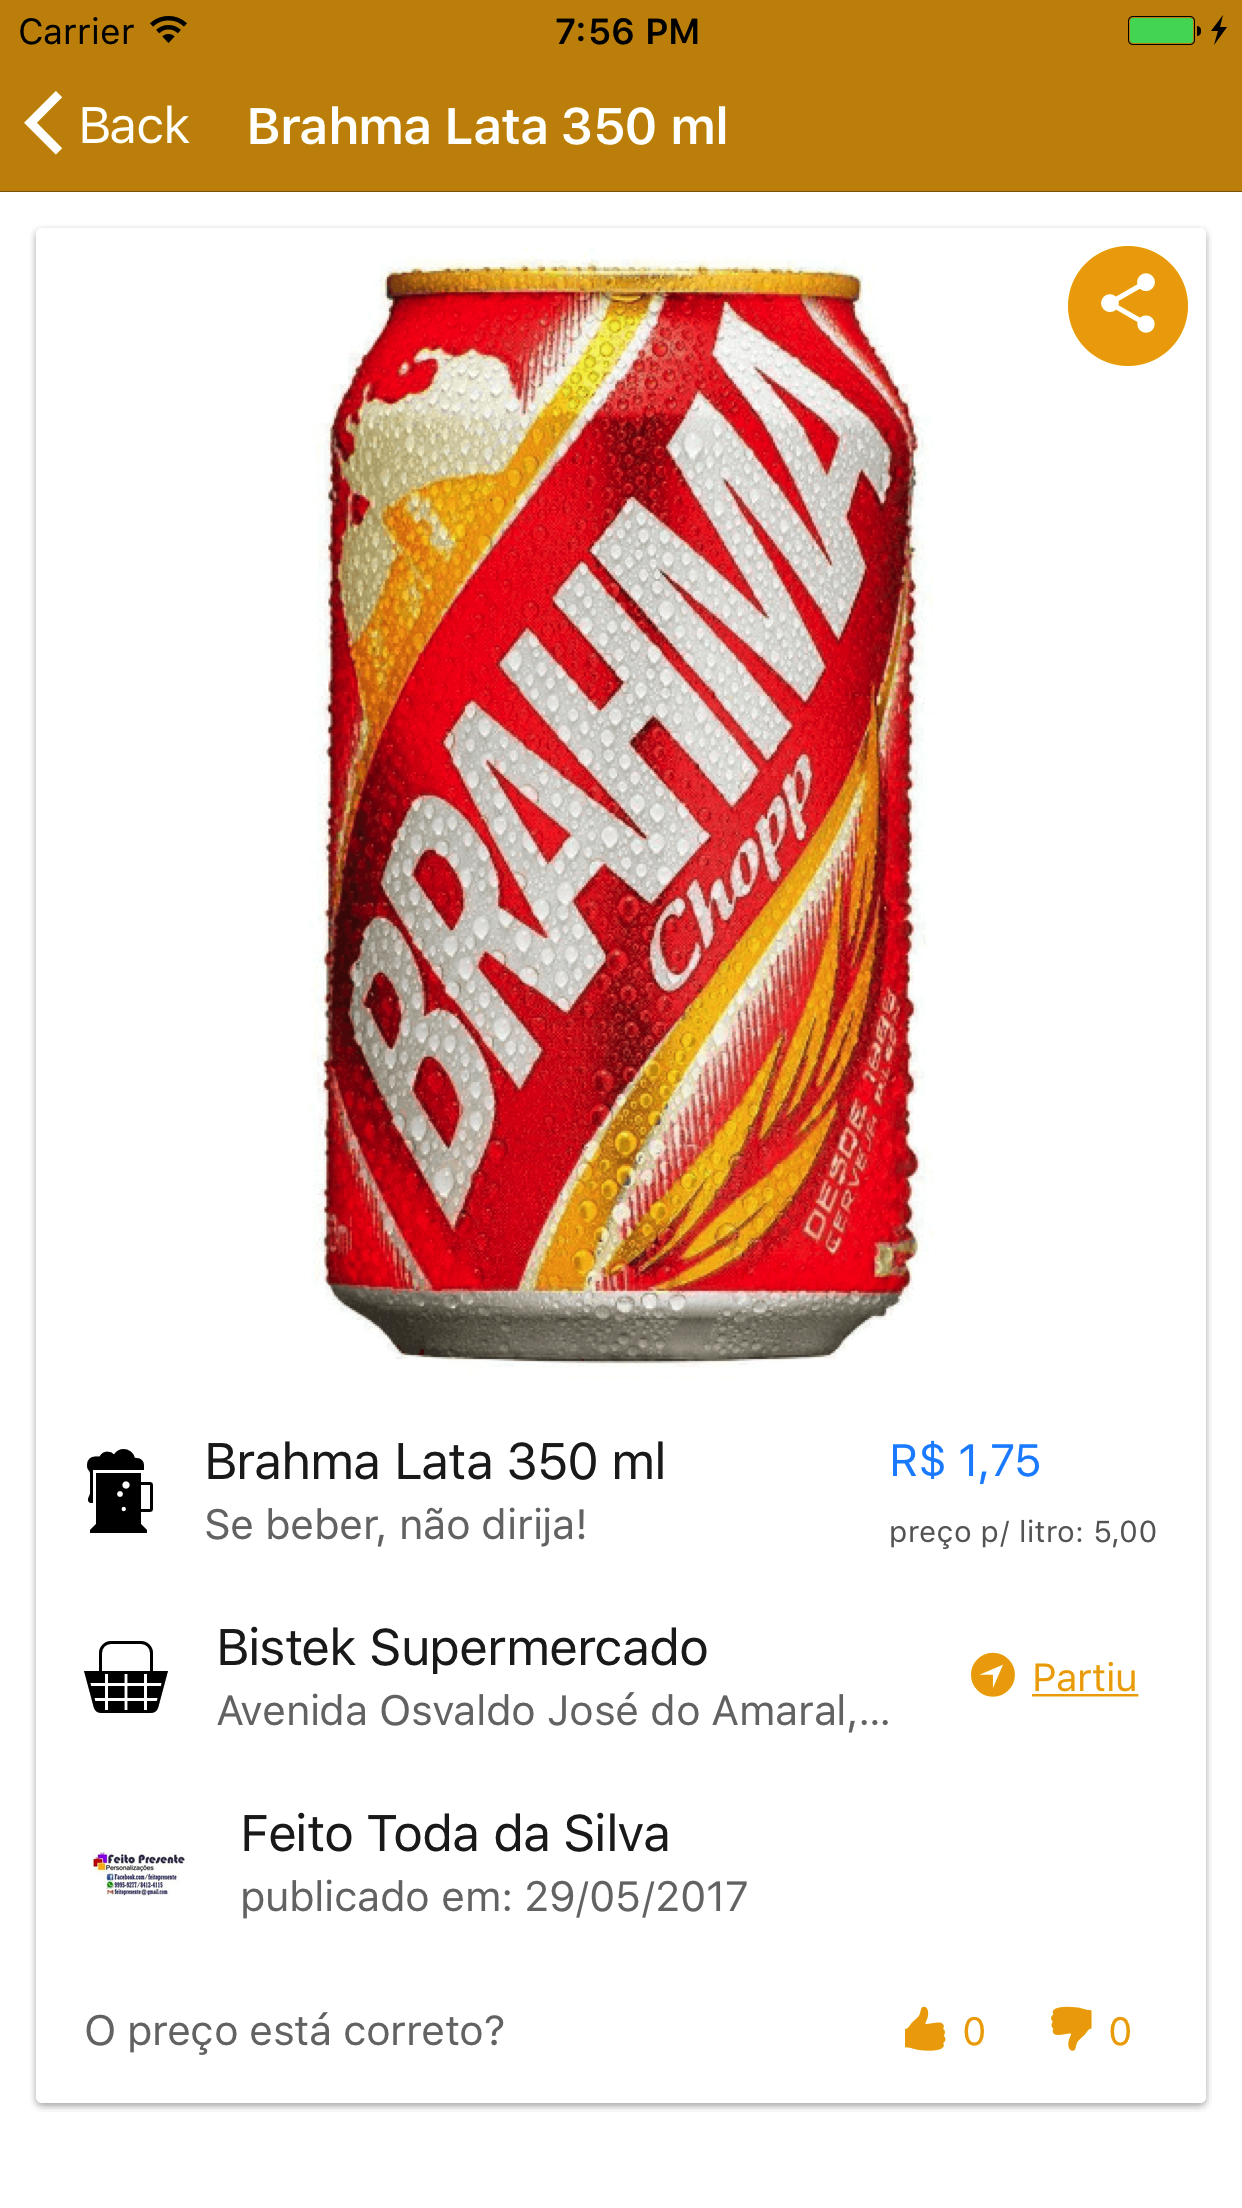 Carrier
7:56 PM
Back
Brahma Lata 350 ml
BRAHMA
Chopp
DESDE 1888
Brahma Lata 350 ml
R$ 1,75
Se beber, não dirija!
preço p/ litro: 5,00
Bistek Supermercado
Partiu
Avenida Osvaldo José do Amaral,...
Feito Toda da Silva
Feito Presente
Personalizações
publicado em: 29/05/2017
O preço está correto?
0
0